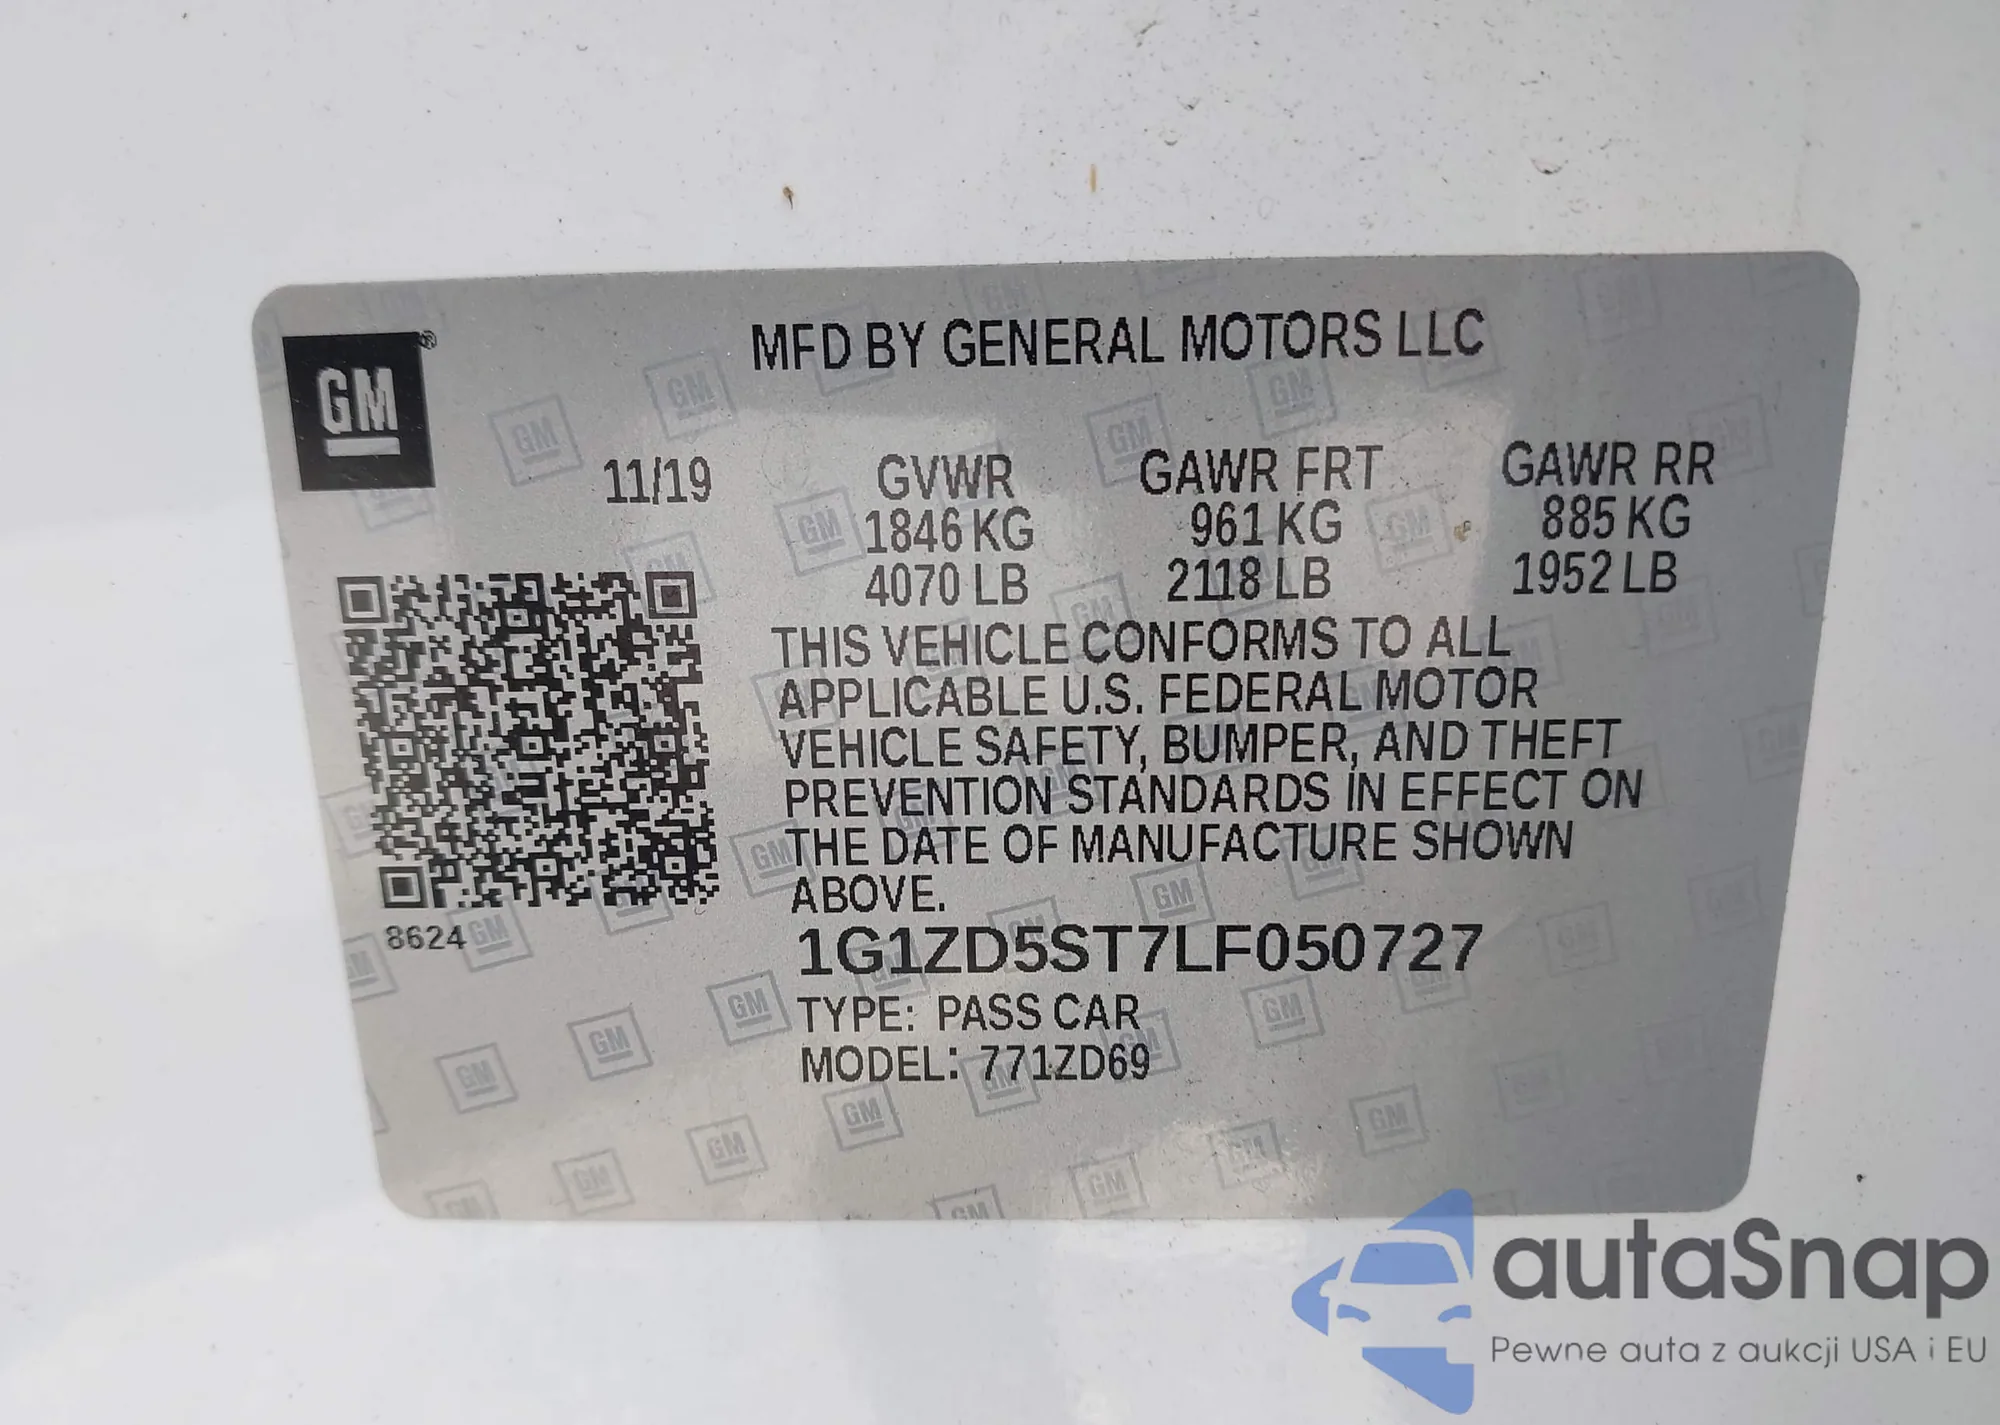 MFD BY GENERAL MOTORS LLC
GM®
11/19
GVWR GAWR FRT GAWR RR
1846 KG 961 KG 885 KG
4070 LB 2118 LB 1952 LB
THIS VEHICLE CONFORMS TO ALL
APPLICABLE U.S. FEDERAL MOTOR
VEHICLE SAFETY, BUMPER, AND THEFT
PREVENTION STANDARDS IN EFFECT ON
THE DATE OF MANUFACTURE SHOWN
ABOVE.
8624
1G1ZD5ST7LF050727
TYPE: PASS CAR
MODEL: 771ZD69
autaSnap
Pewne auta z aukcji USA i EU